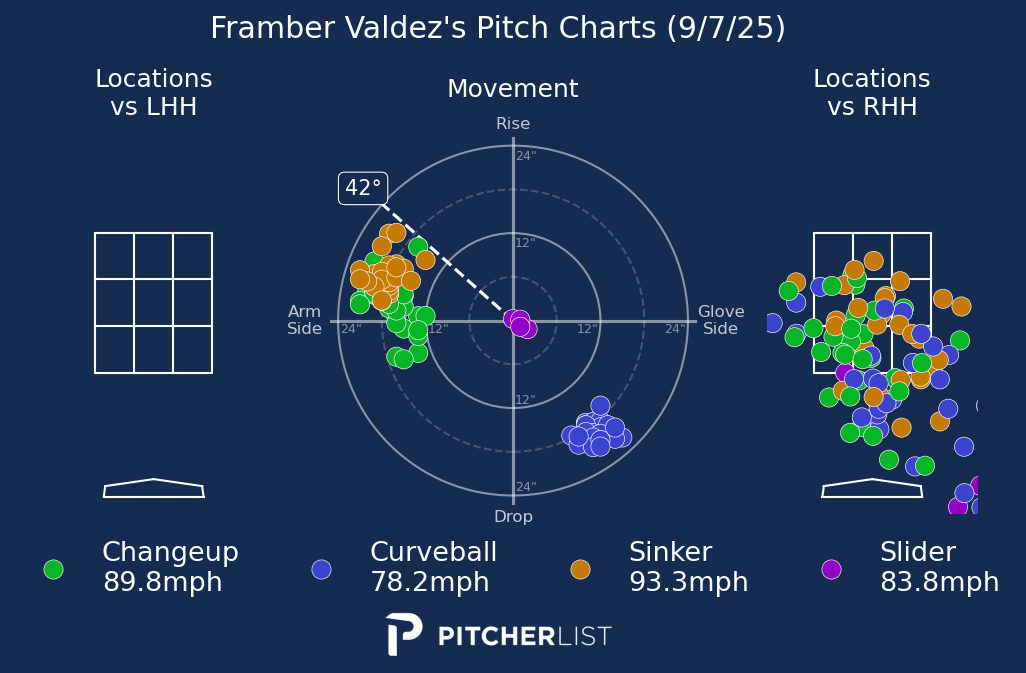 Framber Valdez's Pitch Charts (9/7/25)
Locations
vs LHH
Movement
Locations
vs RHH
Rise
24"
42°
12"
Arm
Side
24"
12"
12"
24"
Glove
Side
12"
24"
Drop
Changeup
89.8mph
Curveball
78.2mph
Sinker
93.3mph
Slider
83.8mph
PITCHERLIST